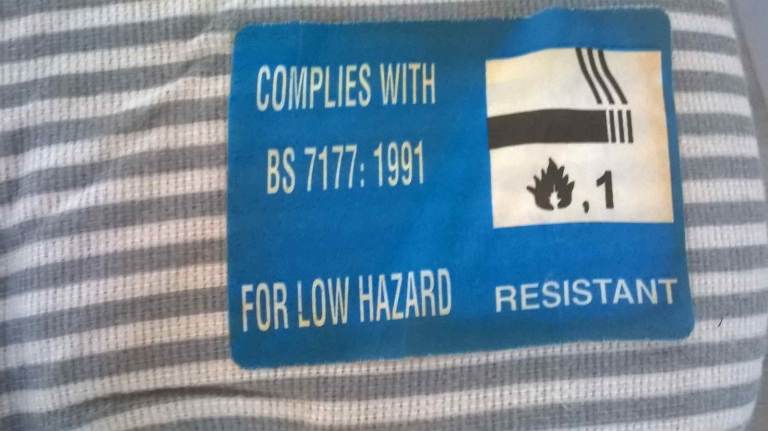 COMPLIES WITH
BS 7177: 1991
,1
FOR LOW HAZARD
RESISTANT